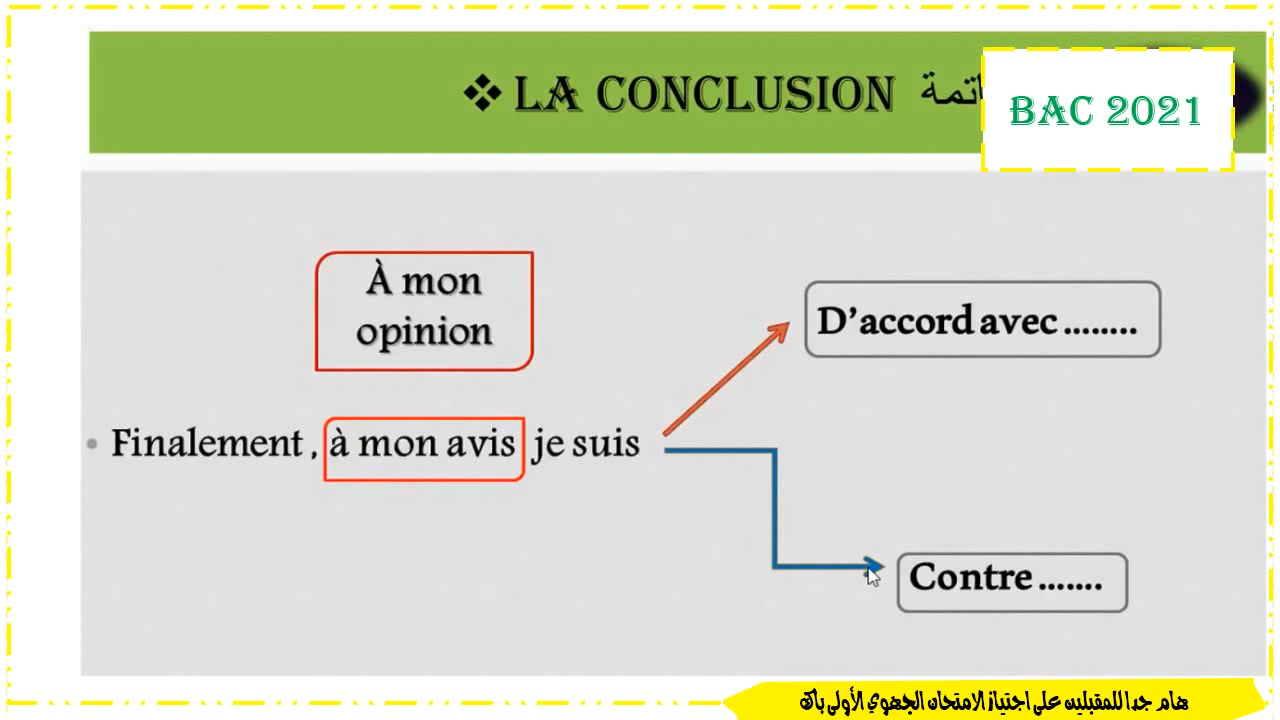 ❖ LA CONCLUSION
BAC 2021
À mon
opinion
D'accord avec ........
• Finalement , à mon avis je suis
Contre .......
هام جدا للمقبلين على اجتياز الامتحان الجهوي الأولى باك